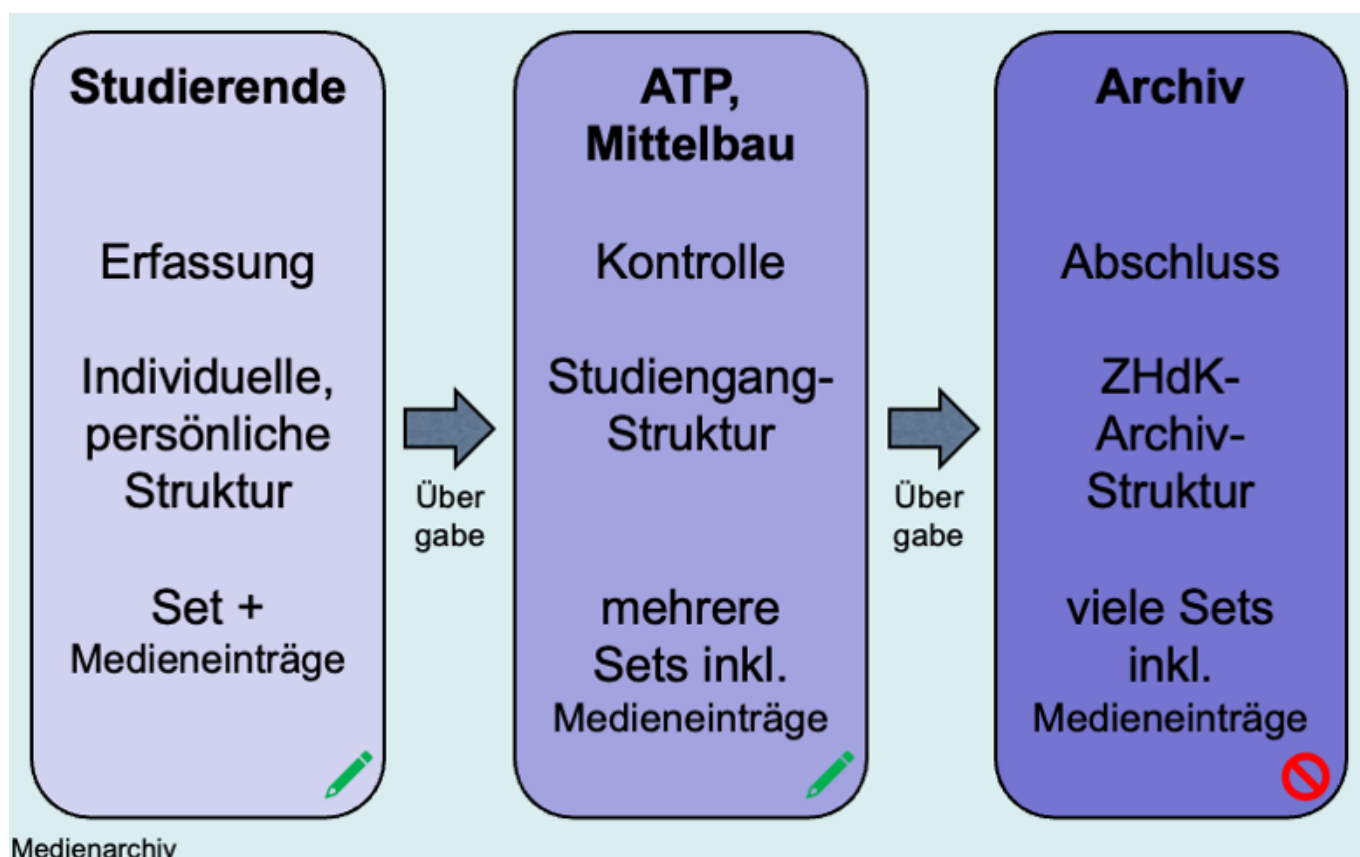 Studierende
Erfassung
Individuelle,
persönliche
Struktur
Set +
Medieneinträge
Über
gabe
ATP,
Mittelbau
Kontrolle
Studiengang-
Struktur
mehrere
Sets inkl.
Medieneinträge
Über
gabe
Archiv
Abschluss
ZHdK-
Archiv-
Struktur
viele Sets
inkl.
Medieneinträge
Medienarchiv